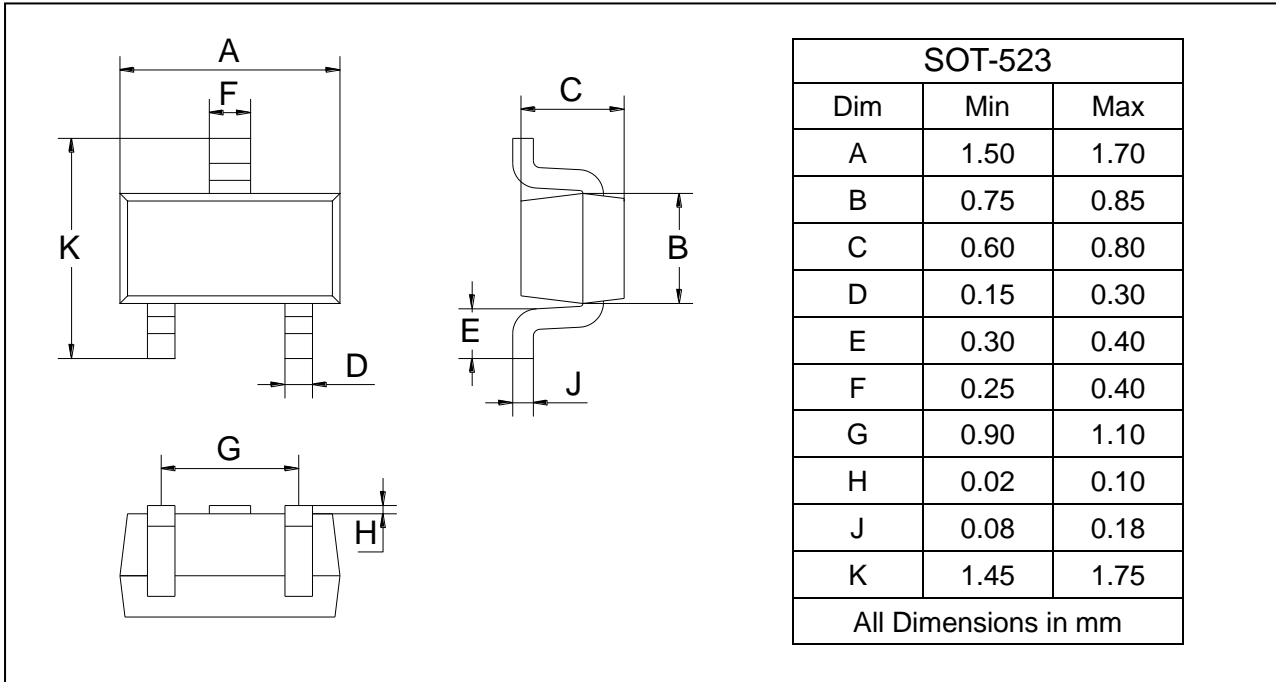 A
F
K
D
C
B
E
J
G
H
SOT-523
Dim Min Max
A 1.50 1.70
B 0.75 0.85
C 0.60 0.80
D 0.15 0.30
E 0.30 0.40
F 0.25 0.40
G 0.90 1.10
H 0.02 0.10
J 0.08 0.18
K 1.45 1.75
All Dimensions in mm